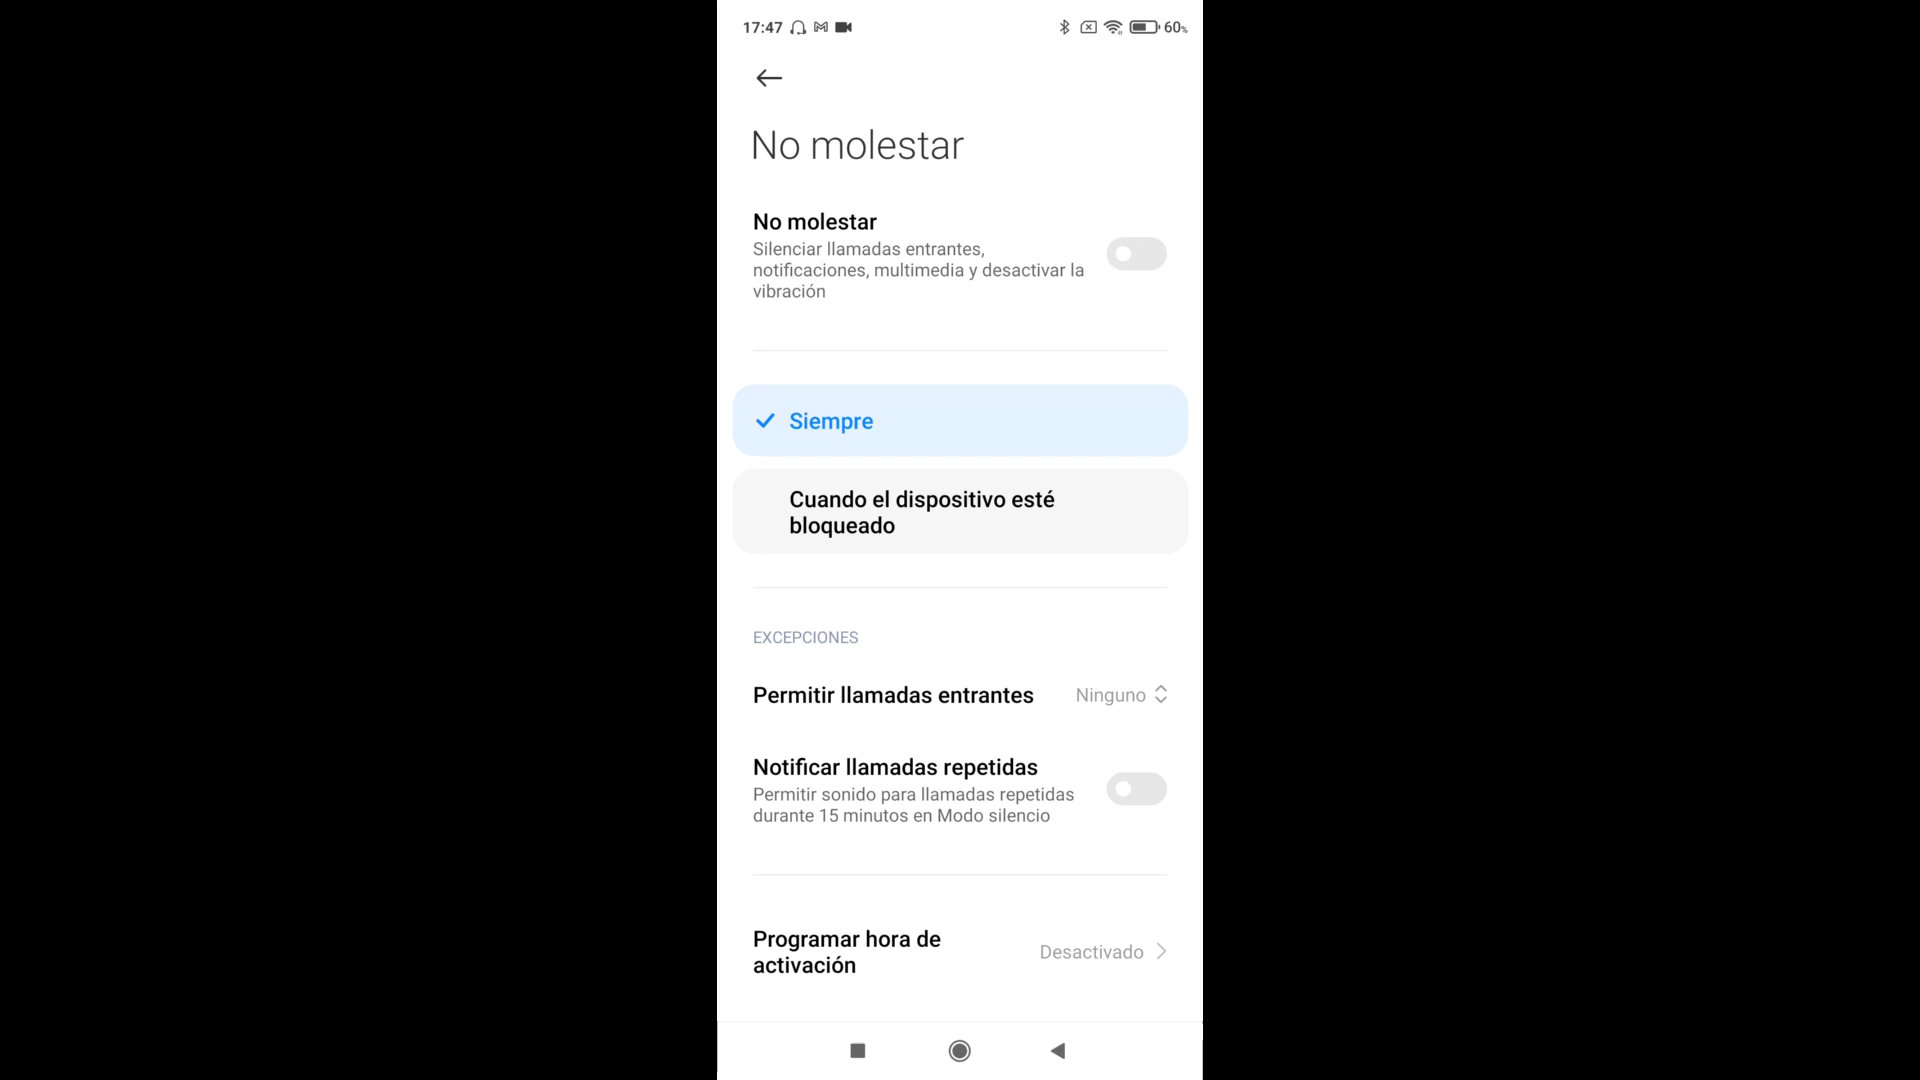 17:47 60%
No molestar
No molestar
Silenciar llamadas entrantes,
notificaciones, multimedia y desactivar la
vibración
Siempre
Cuando el dispositivo esté
bloqueado
EXCEPCIONES
Permitir llamadas entrantes Ninguno
Notificar llamadas repetidas
Permitir sonido para llamadas repetidas
durante 15 minutos en Modo silencio
Programar hora de
activación
Desactivado